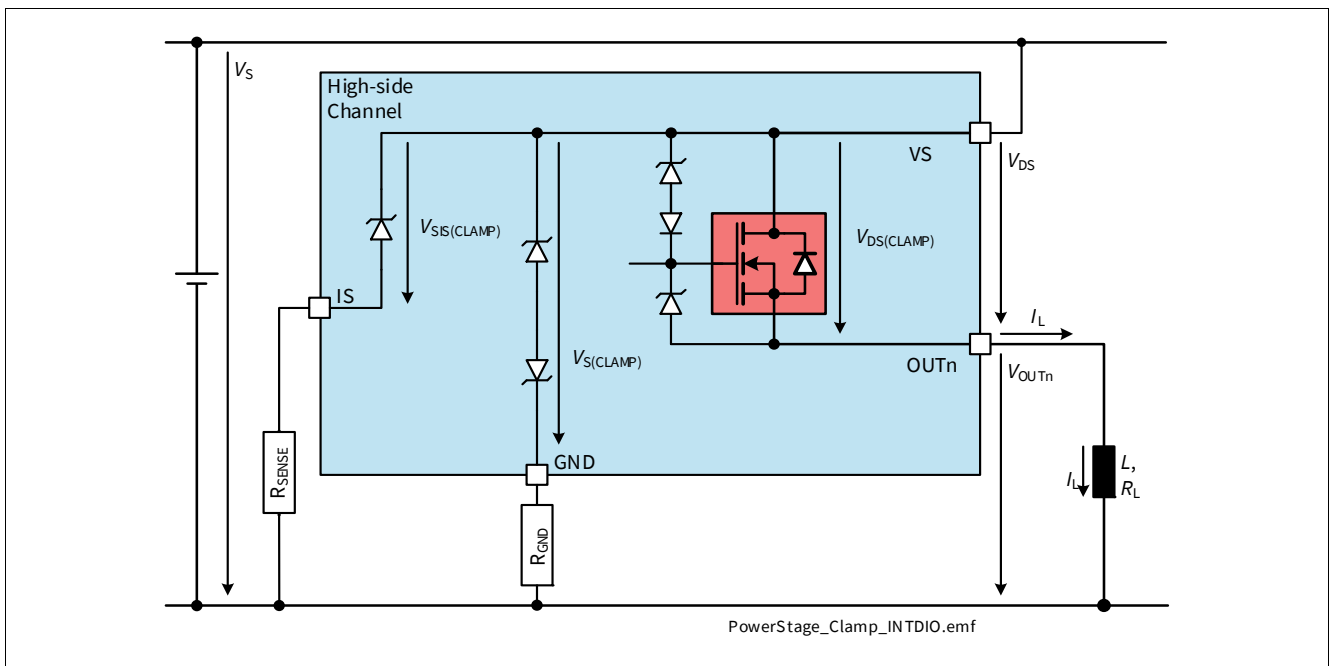 VS
High-side
Channel
VS
VDS
VSIS(CLAMP)
VDS(CLAMP)
IS
IL
VS(CLAMP)
OUTn
VOUTn
GND
RSENSE
IL
L,
RL
RGND
PowerStage_Clamp_INTDIO.emf